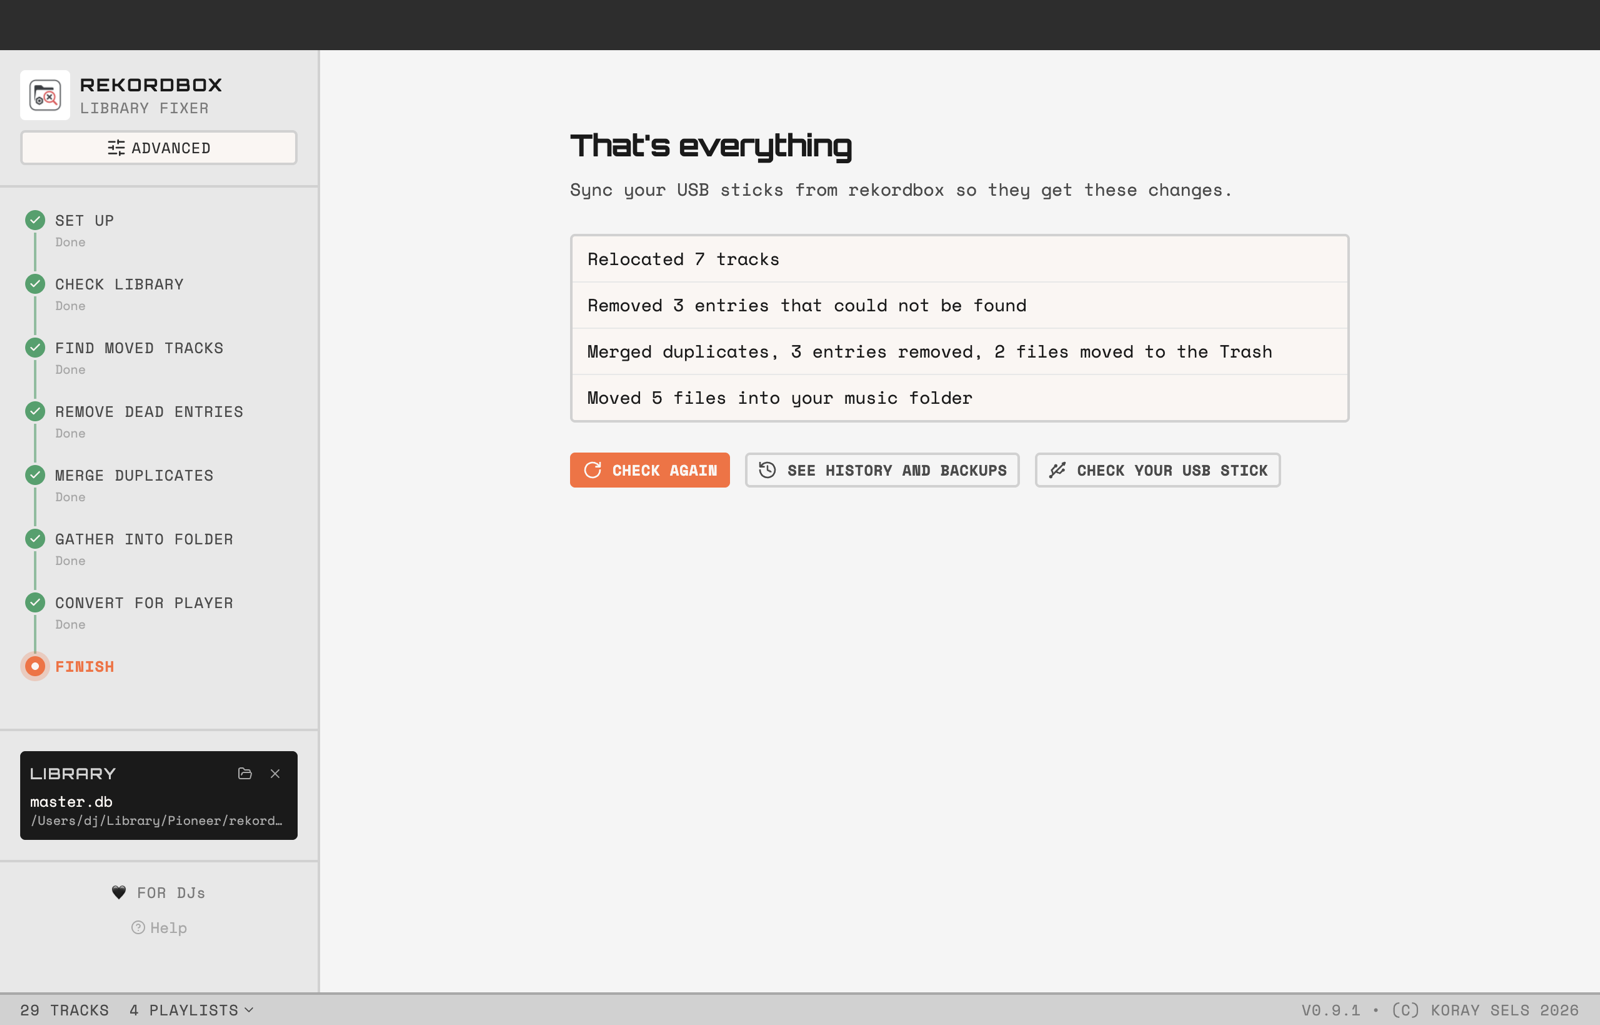 REKORDBOX
LIBRARY FIXER
ADVANCED
SET UP
Done
CHECK LIBRARY
Done
FIND MOVED TRACKS
Done
REMOVE DEAD ENTRIES
Done
MERGE DUPLICATES
Done
GATHER INTO FOLDER
Done
CONVERT FOR PLAYER
Done
FINISH
LIBRARY
master.db
/Users/dj/Library/Pioneer/rekord…
🖤 FOR DJs
Help
That's everything
Sync your USB sticks from rekordbox so they get these changes.
Relocated 7 tracks
Removed 3 entries that could not be found
Merged duplicates, 3 entries removed, 2 files moved to the Trash
Moved 5 files into your music folder
CHECK AGAIN SEE HISTORY AND BACKUPS CHECK YOUR USB STICK
29 TRACKS 4 PLAYLISTS V0.9.1 • (C) KORAY SELS 2026